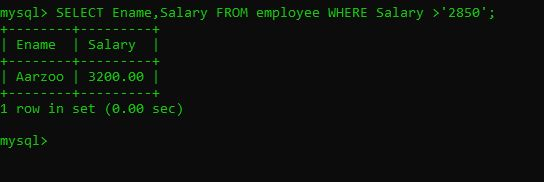 mysql> SELECT Ename,Salary FROM employee WHERE Salary >'2850';
+--------+---------+
| Ename  | Salary  |
+--------+---------+
| Aarzoo | 3200.00 |
+--------+---------+
1 row in set (0.00 sec)
mysql>